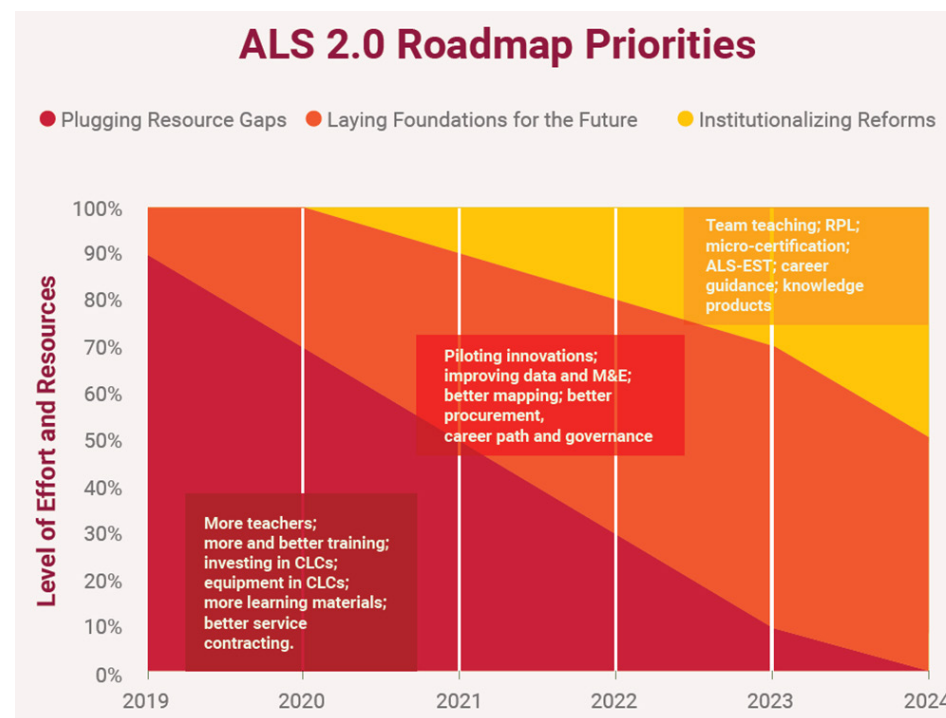 ALS 2.0 Roadmap Priorities
Plugging Resource Gaps
Laying Foundations for the Future
Institutionalizing Reforms
Level of Effort and Resources
100%
90%
80%
70%
60%
50%
40%
30%
20%
10%
0%
Team teaching; RPL;
micro-certification;
ALS-EST; career
guidance; knowledge
products
Piloting innovations;
improving data and M&E;
better mapping; better
procurement,
career path and governance
More teachers;
more and better training;
investing in CLCs;
equipment in CLCs;
more learning materials;
better service
contracting.
2019
2020
2021
2022
2023
2024